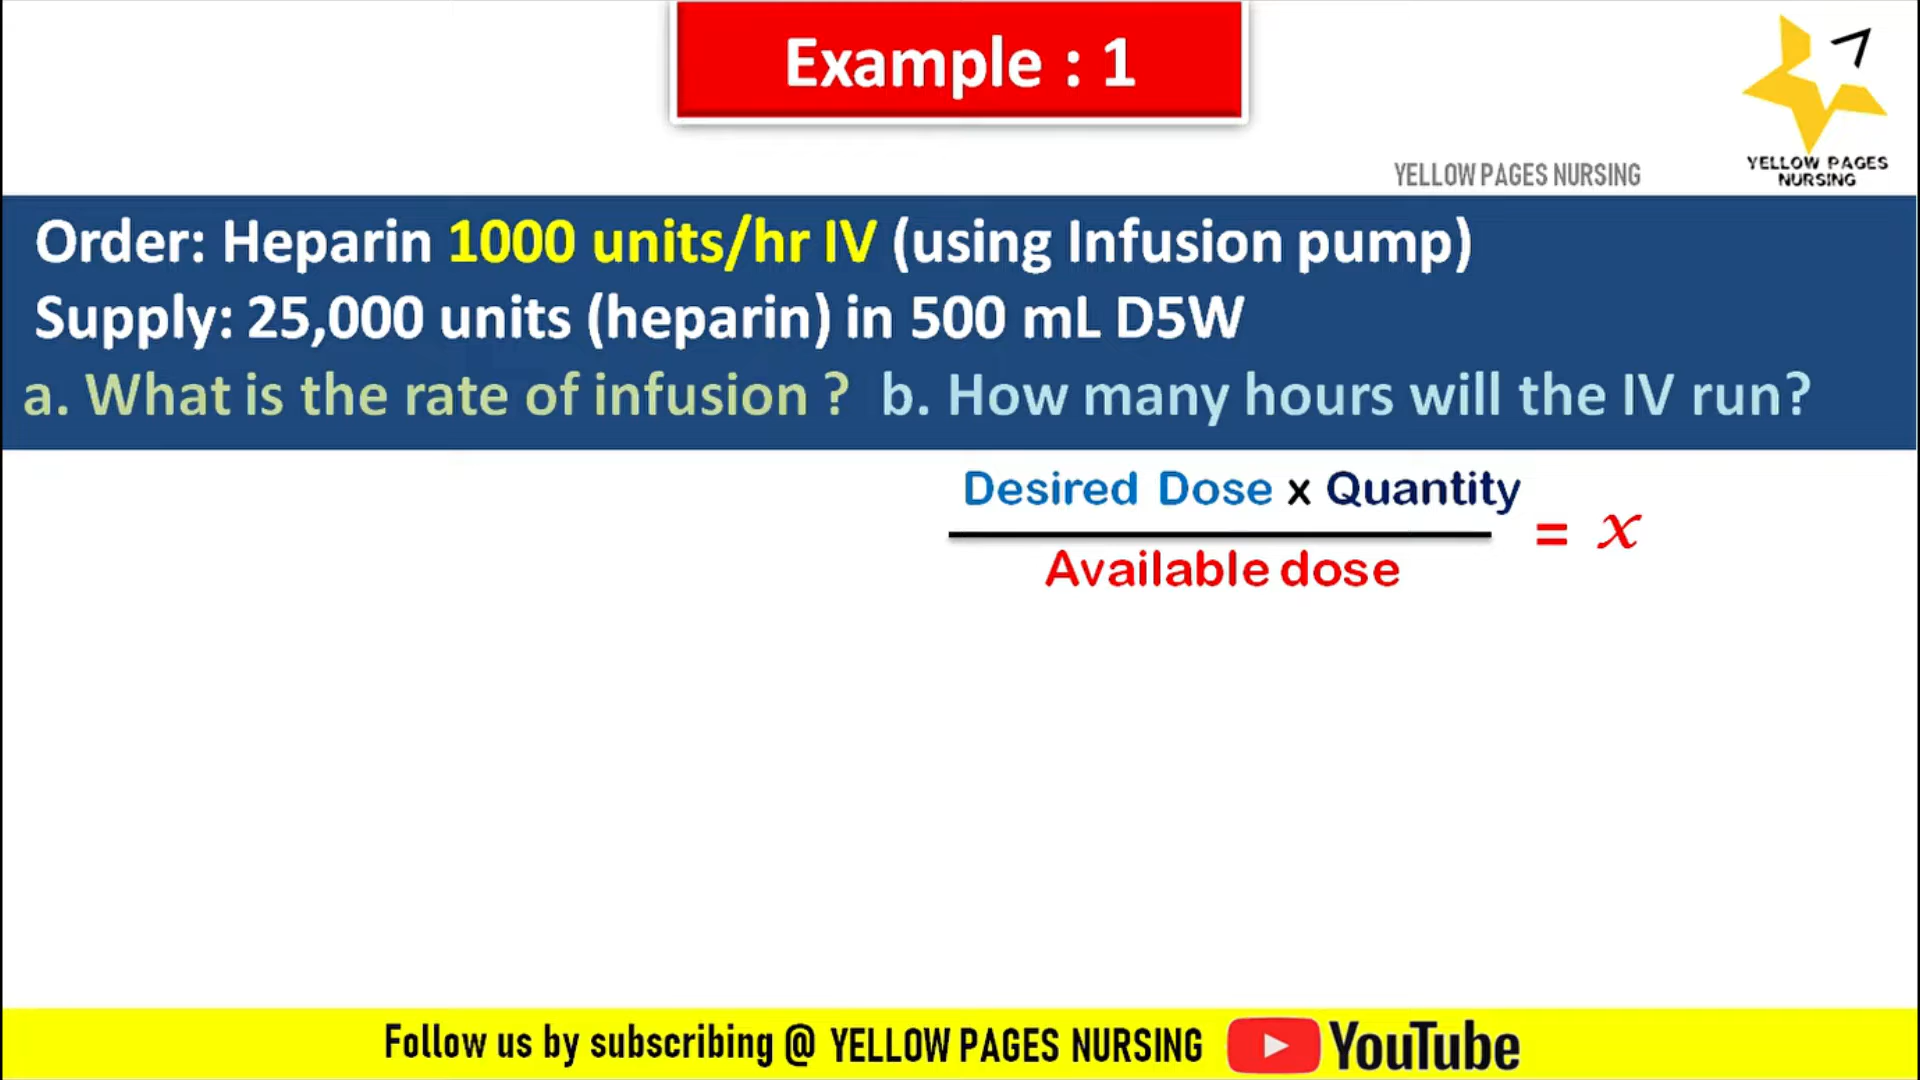 Example : 1
YELLOW PAGES NURSING
YELLOW PAGES
NURSING
Order: Heparin 1000 units/hr IV (using Infusion pump)
Supply: 25,000 units (heparin) in 500 mL D5W
a. What is the rate of infusion ? b. How many hours will the IV run?
Desired Dose x Quantity
= x
Available dose
Follow us by subscribing @ YELLOW PAGES NURSING YouTube